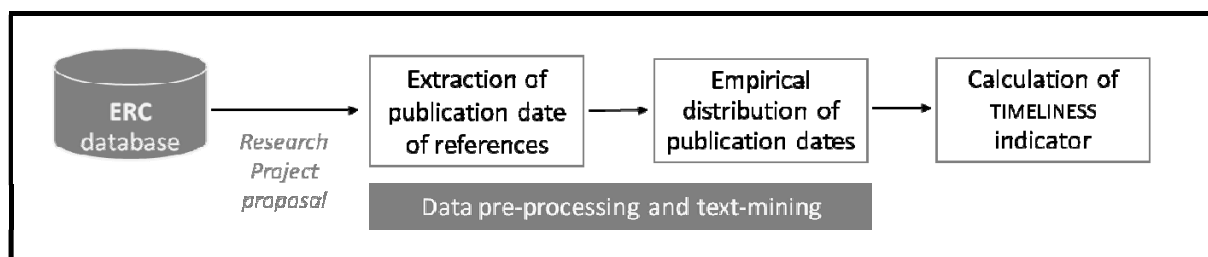 ERC
database
Research
Project
proposal
Extraction of
publication date
of references
Empirical
distribution of
publication dates
Calculation of
TIMELINESS
indicator
Data pre-processing and text-mining